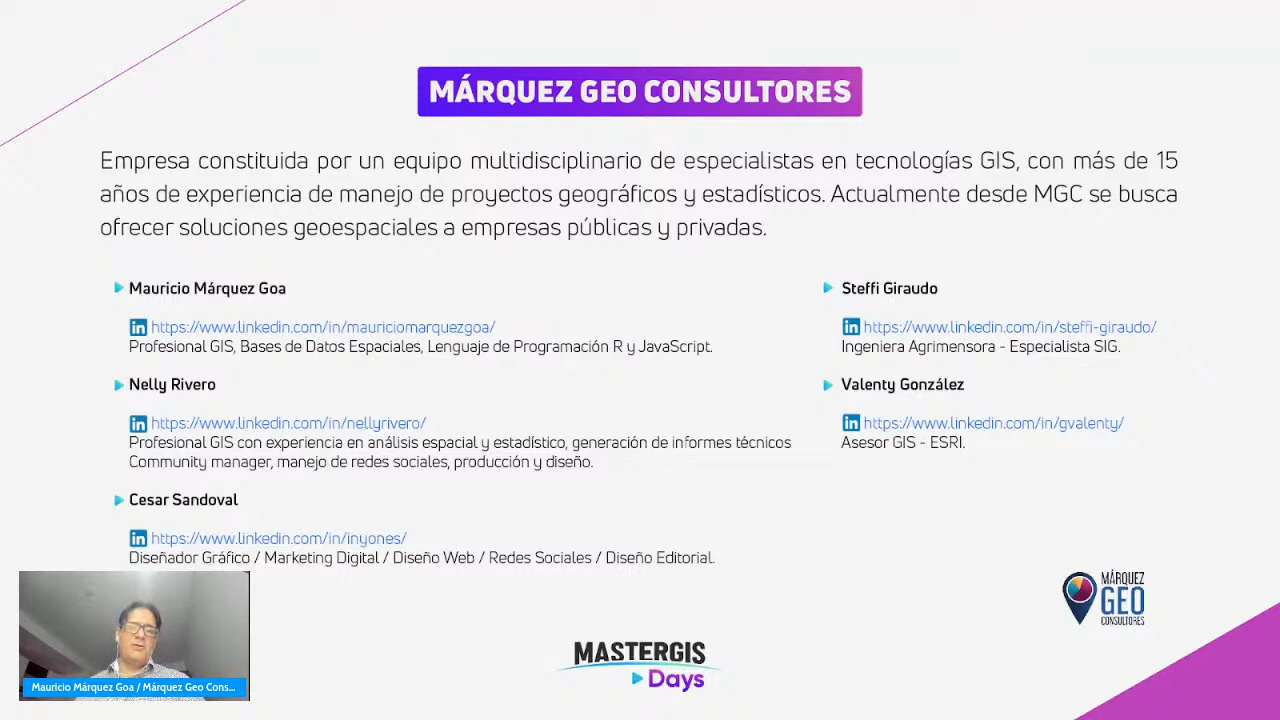 MÁRQUEZ GEO CONSULTORES
Empresa constituida por un equipo multidisciplinario de especialistas en tecnologías GIS, con más de 15
años de experiencia de manejo de proyectos geográficos y estadísticos. Actualmente desde MGC se busca
ofrecer soluciones geoespaciales a empresas públicas y privadas.
Mauricio Márquez Goa
in https://www.linkedin.com/in/mauriciomarquezgoa/
Profesional GIS, Bases de Datos Espaciales, Lenguaje de Programación R y JavaScript.
Nelly Rivero
in https://www.linkedin.com/in/nellyrivero/
Profesional GIS con experiencia en análisis espacial y estadístico, generación de informes técnicos
Community manager, manejo de redes sociales, producción y diseño.
Cesar Sandoval
in https://www.linkedin.com/in/inyones/
Diseñador Gráfico / Marketing Digital / Diseño Web / Redes Sociales / Diseño Editorial.
Steffi Giraudo
in https://www.linkedin.com/in/steffi-giraudo/
Ingeniera Agrimensora - Especialista SIG.
Valenty González
in https://www.linkedin.com/in/gvalenty/
Asesor GIS - ESRI.
MÁRQUEZ
GEO
CONSULTORES
MASTERGIS
Days
Mauricio Márquez Goa / Márquez Geo Cons...